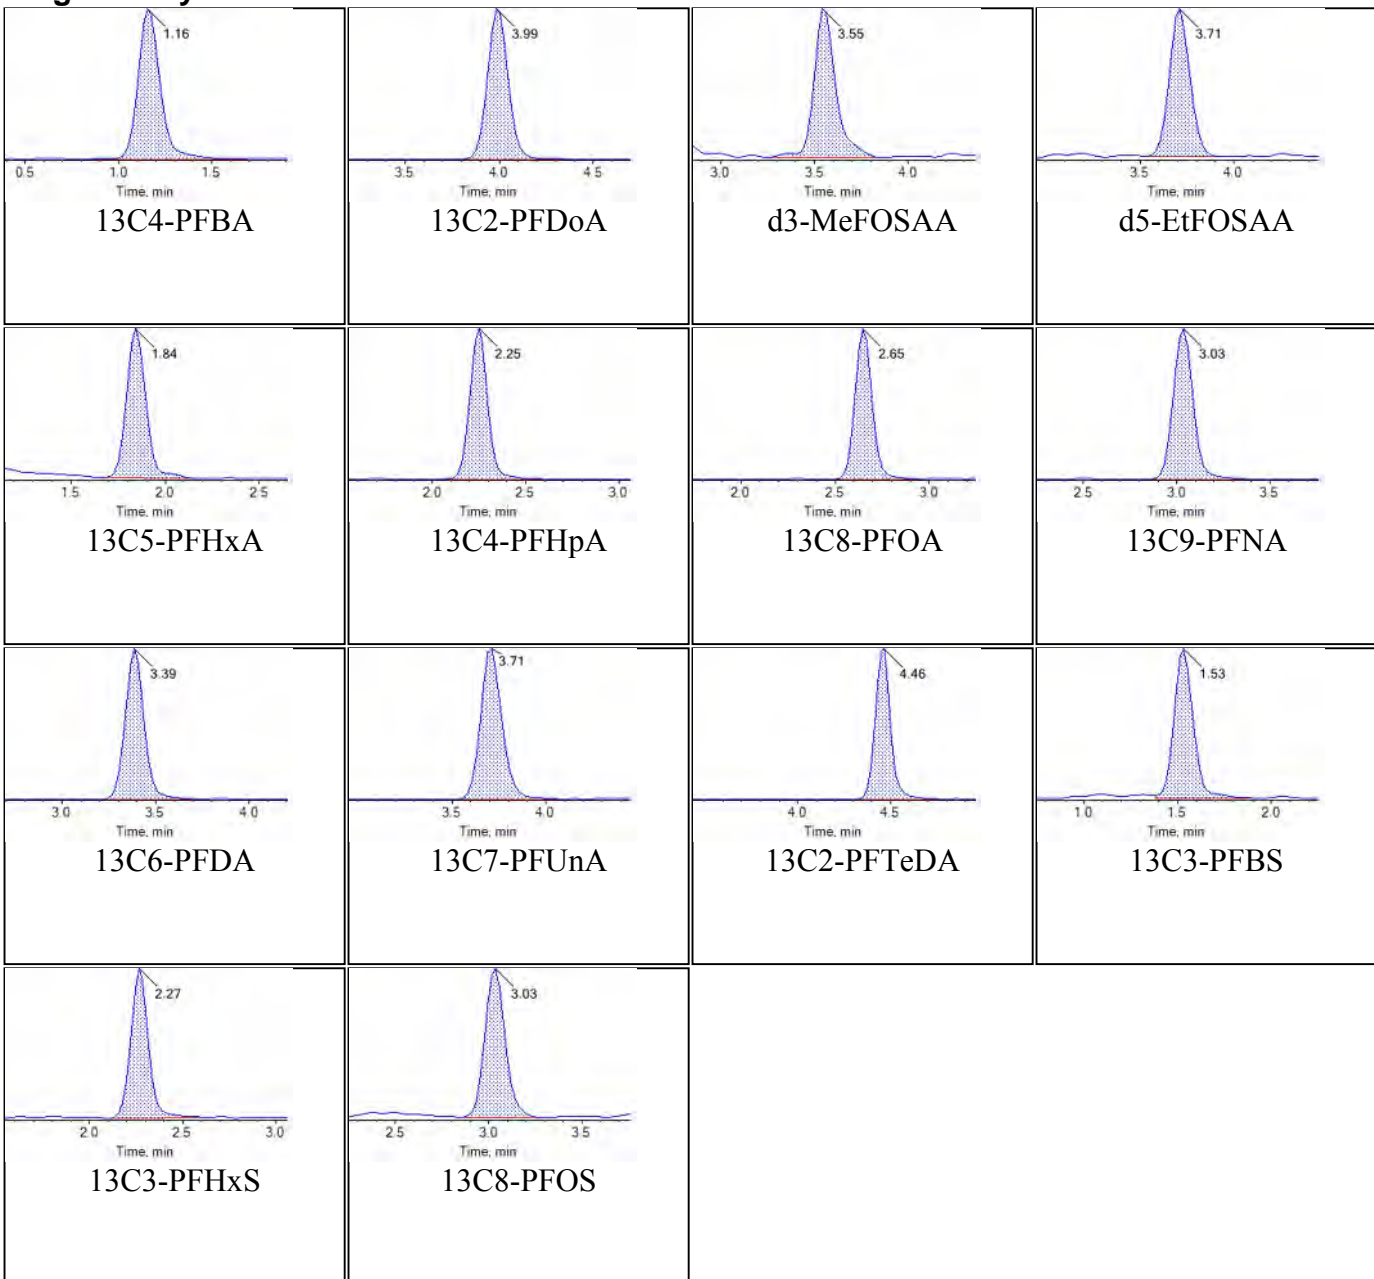 1.16 3.99 3.55 3.71
0.5 1.0 1.5 3.5 4.0 4.5 3.0 3.5 4.0 3.5 4.0
Time, min Time, min Time, min Time, min
13C4-PFBA 13C2-PFDoA d3-MeFOSAA d5-EtFOSAA
1.84 2.25 2.65 3.03
1.5 2.0 2.5 2.0 2.5 3.0 2.0 2.5 3.0 2.5 3.0 3.5
Time, min Time, min Time, min Time, min
13C5-PFHxA 13C4-PFHpA 13C8-PFOA 13C9-PFNA
3.39 3.71 4.46 1.53
3.0 3.5 4.0 3.5 4.0 4.0 4.5 1.0 1.5 2.0
Time, min Time, min Time, min Time, min
13C6-PFDA 13C7-PFUnA 13C2-PFTeDA 13C3-PFBS
2.27 3.03
2.0 2.5 3.0 2.5 3.0 3.5
Time, min Time, min
13C3-PFHxS 13C8-PFOS